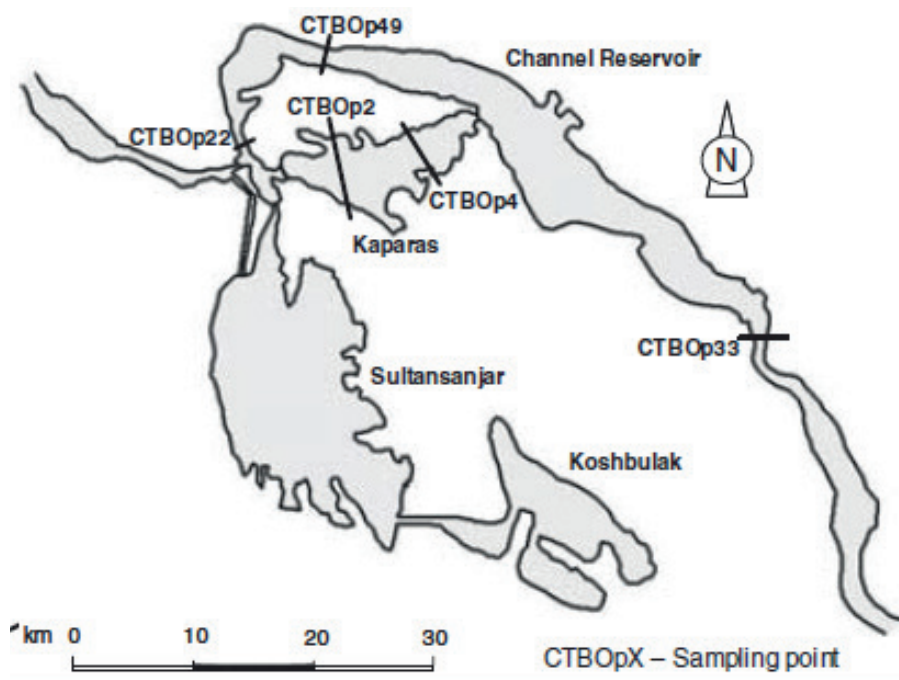 CTBOp49
Channel Reservoir
CTBOp2
CTBOp22
N
CTBOp4
Kaparas
CTBOp33
Sultansanjar
Koshbulak
km 0 10 20 30
CTBOpX – Sampling point